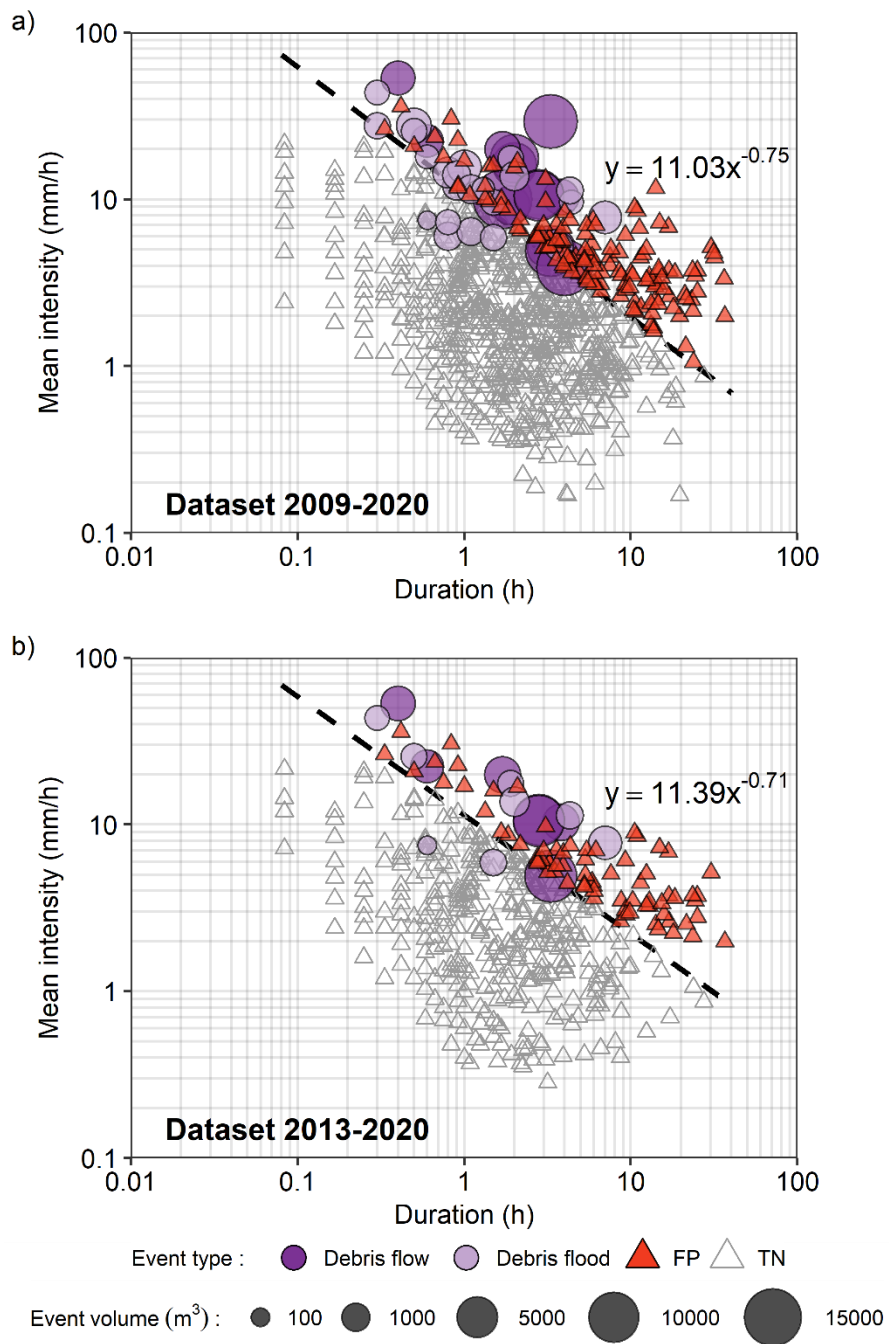 a)
100
10
1
0.1
Mean intensity (mm/h)
y = 11.03x^-0.75
Dataset 2009-2020
0.01 0.1 1 10 100
Duration (h)
b)
100
10
1
0.1
Mean intensity (mm/h)
y = 11.39x^-0.71
Dataset 2013-2020
0.01 0.1 1 10 100
Duration (h)
Event type : Debris flow Debris flood FP TN
Event volume (m³) : 100 1000 5000 10000 15000